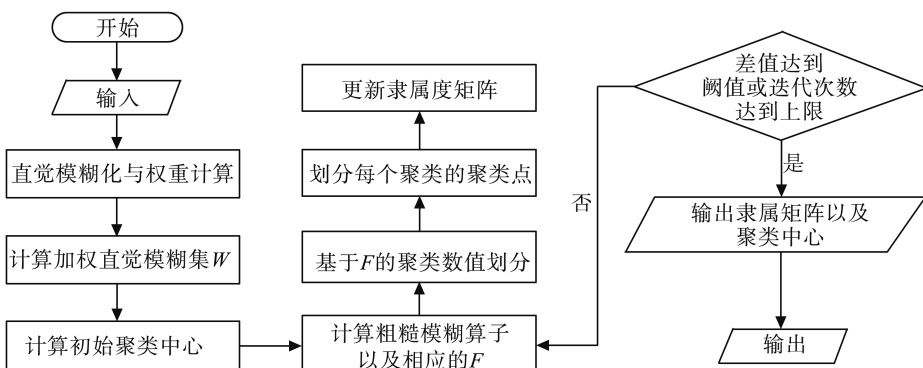 开始
输入
直觉模糊化与权重计算
计算加权直觉模糊集W
计算初始聚类中心
更新隶属度矩阵
划分每个聚类的聚类点
基于F的聚类数值划分
计算粗糙模糊算子
以及相应的F
否
差值达到
阙值或迭代次数
达到上限
是
输出隶属矩阵以及
聚类中心
输出